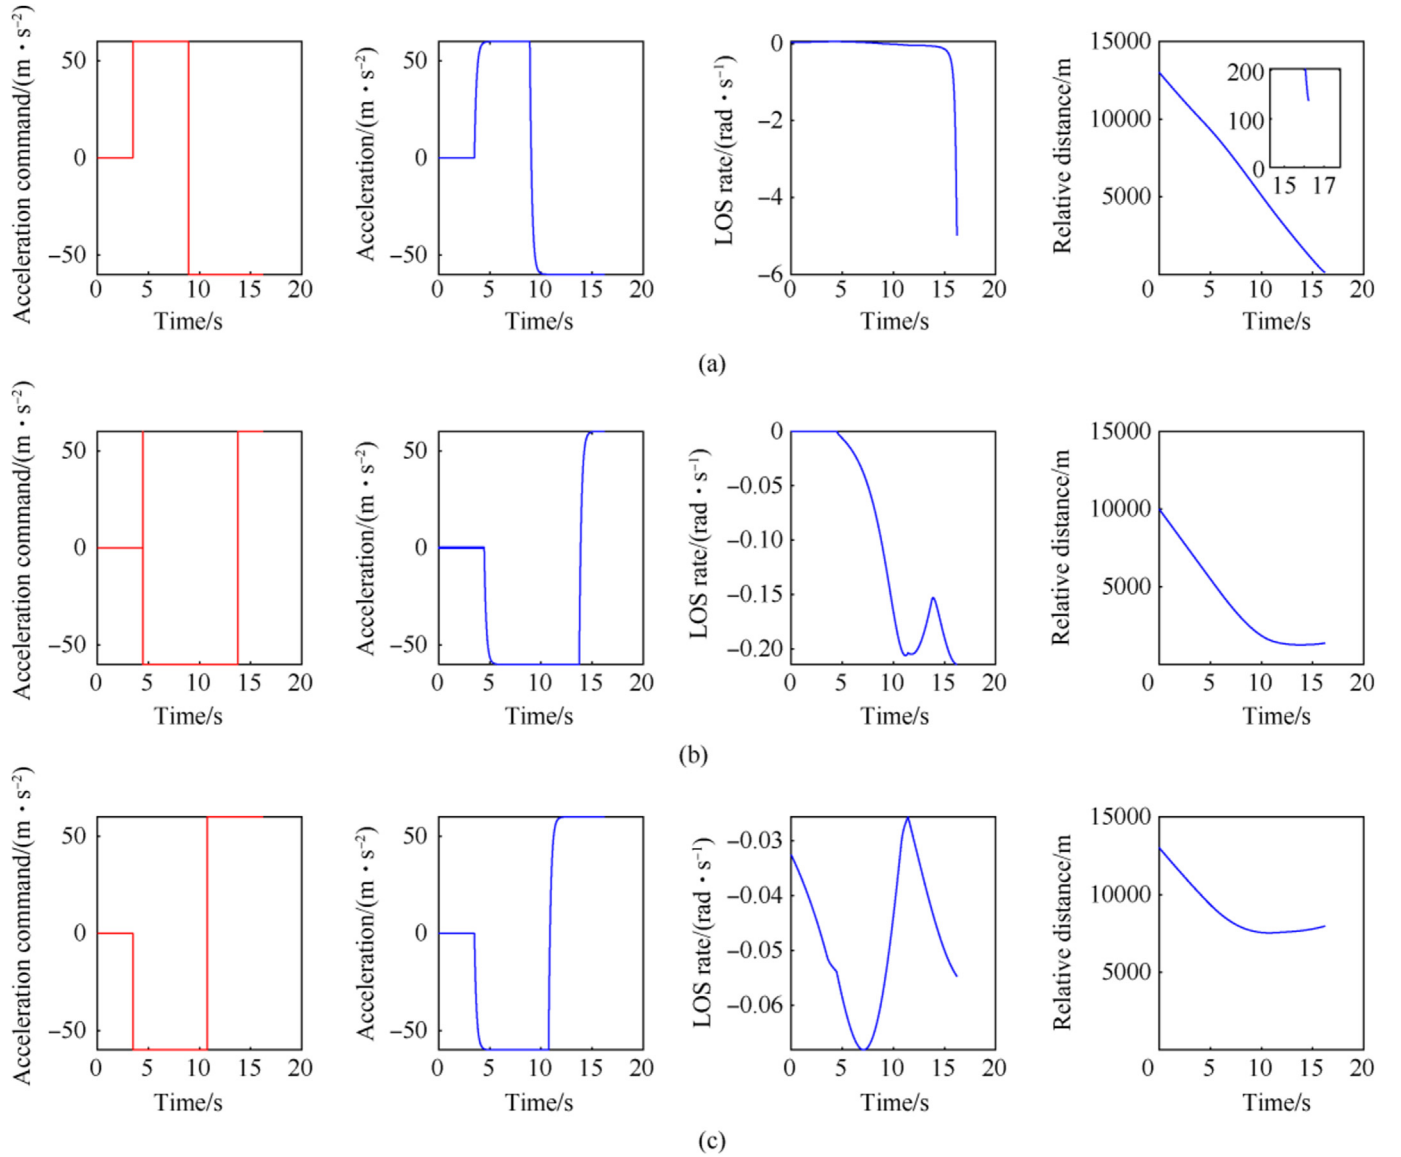 Acceleration command/(m • s⁻²)
50
0
−50
0 5 10 15 20
Time/s
Acceleration/(m • s⁻²)
50
0
−50
0 5 10 15 20
Time/s
LOS rate/(rad • s⁻¹)
0
−2
−4
−6
0 5 10 15 20
Time/s
Relative distance/m
15000
10000
5000
200
100
0
15 17
0 5 10 15 20
Time/s
(a)
Acceleration command/(m • s⁻²)
50
0
−50
0 5 10 15 20
Time/s
Acceleration/(m • s⁻²)
50
0
−50
0 5 10 15 20
Time/s
LOS rate/(rad • s⁻¹)
0
−0.05
−0.10
−0.15
−0.20
0 5 10 15 20
Time/s
Relative distance/m
15000
10000
5000
0 5 10 15 20
Time/s
(b)
Acceleration command/(m • s⁻²)
50
0
−50
0 5 10 15 20
Time/s
Acceleration/(m • s⁻²)
50
0
−50
0 5 10 15 20
Time/s
LOS rate/(rad • s⁻¹)
−0.03
−0.04
−0.05
−0.06
0 5 10 15 20
Time/s
Relative distance/m
15000
10000
5000
0 5 10 15 20
Time/s
(c)